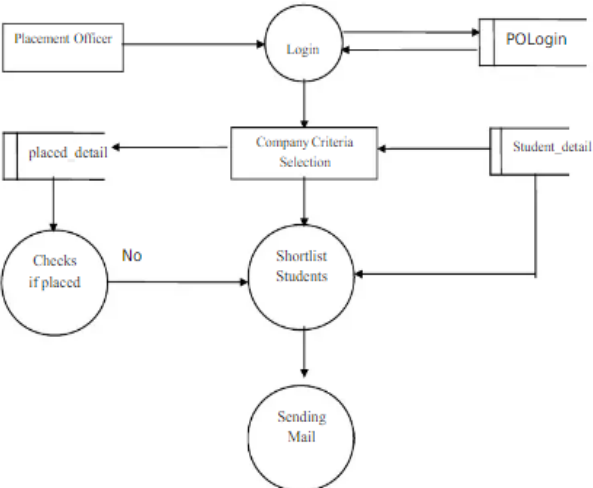 Placement Officer
Login
POLogin
placed_detail
Company Criteria
Selection
Student_detail
Checks
if placed
No
Shortlist
Students
Sending
Mail